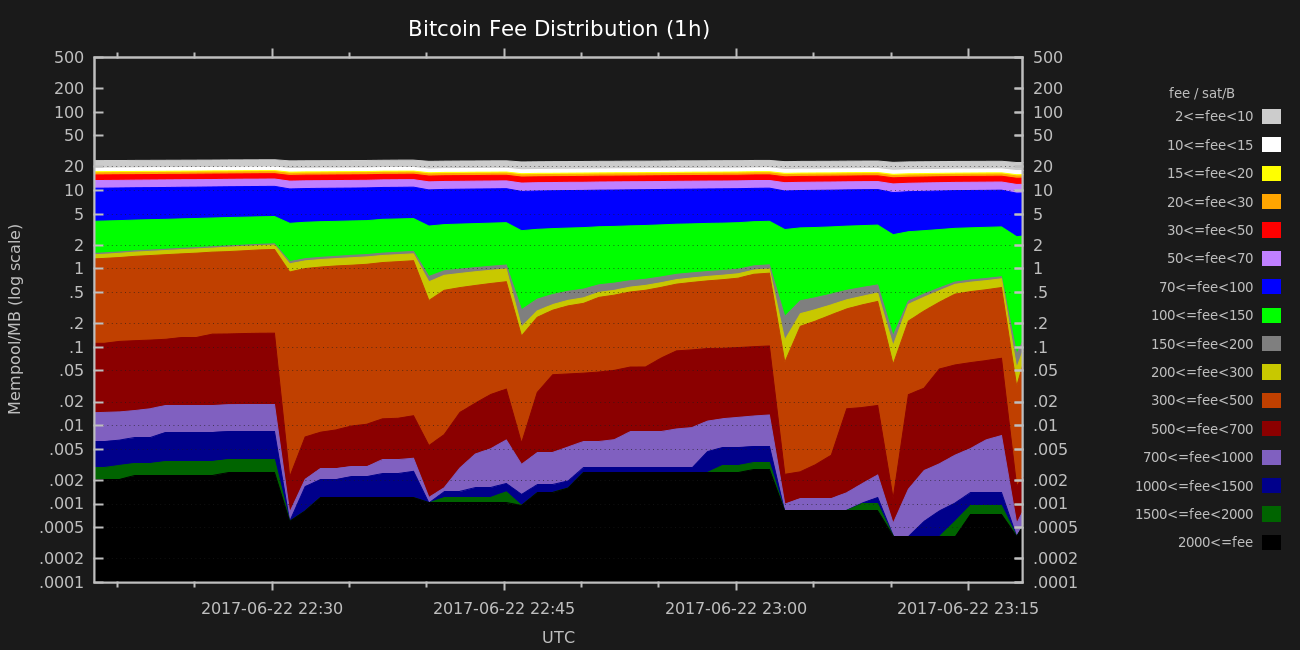 Bitcoin Fee Distribution (1h)
500
200
100
50
20
10
5
2
1
.5
.2
.1
.05
.02
.01
.005
.002
.001
.0005
.0002
.0001
Mempool/MB (log scale)
500
200
100
50
20
10
5
2
1
.5
.2
.1
.05
.02
.01
.005
.002
.001
.0005
.0002
.0001
fee / sat/B
2<=fee<10
10<=fee<15
15<=fee<20
20<=fee<30
30<=fee<50
50<=fee<70
70<=fee<100
100<=fee<150
150<=fee<200
200<=fee<300
300<=fee<500
500<=fee<700
700<=fee<1000
1000<=fee<1500
1500<=fee<2000
2000<=fee
2017-06-22 22:30 2017-06-22 22:45 2017-06-22 23:00 2017-06-22 23:15
UTC